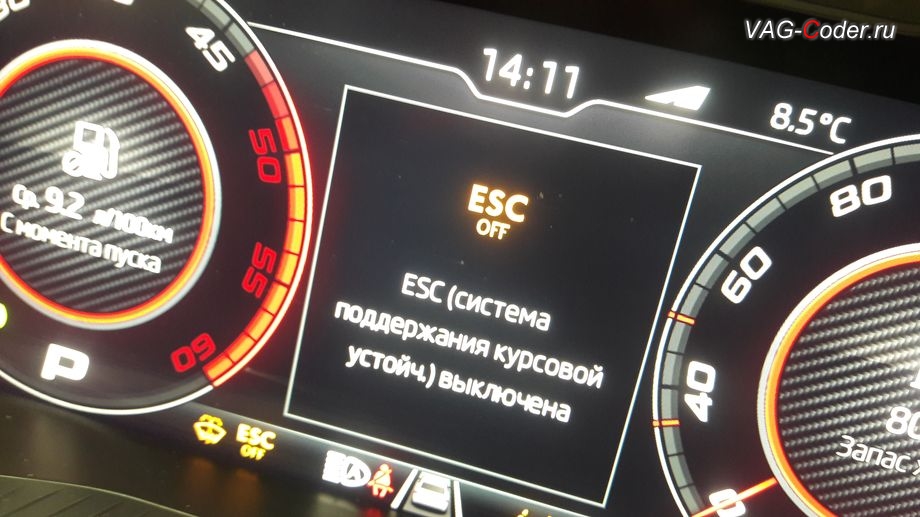 VAG-Coder.ru
14:11
8.5°C
45
50
55
60
Ср. 9.2 л/100км
С момента пуска
P
ESC
OFF
ESC (система
поддержания курсовой
устойч.) выключена
80
60
40
0
Запас
ESC
OFF